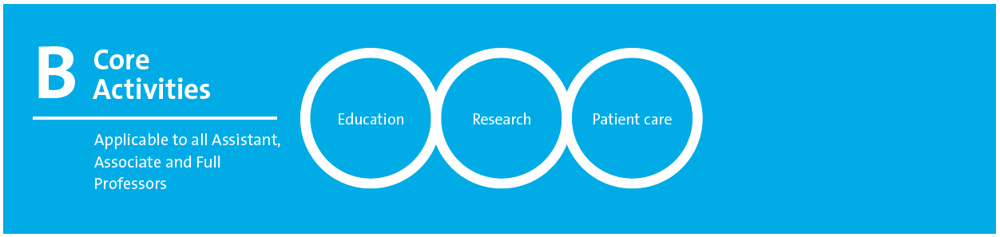 B Core
Activities
Applicable to all Assistant,
Associate and Full
Professors
Education
Research
Patient care